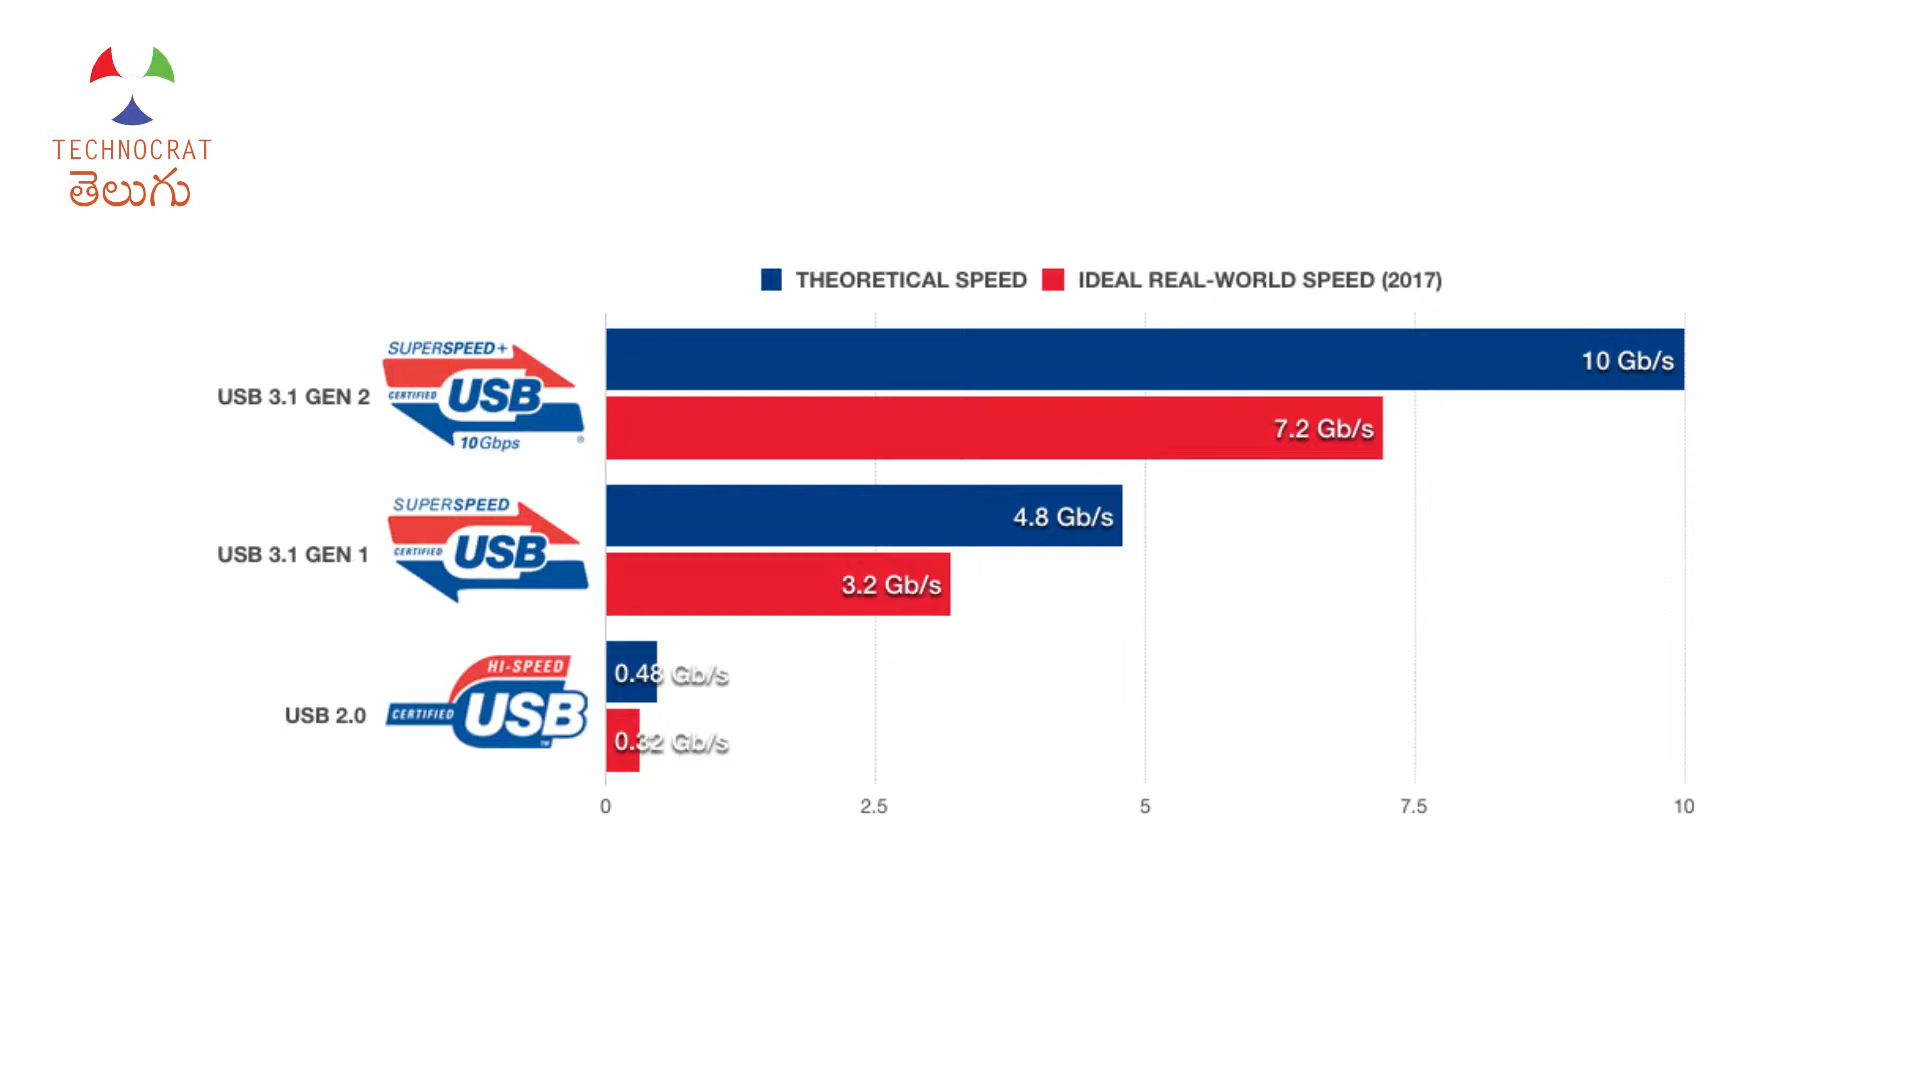 TECHNOCRAT
తెలుగు
THEORETICAL SPEED IDEAL REAL-WORLD SPEED (2017)
USB 3.1 GEN 2
SUPERSPEED+
CERTIFIED USB
10Gbps ®
10 Gb/s
7.2 Gb/s
USB 3.1 GEN 1
SUPERSPEED
CERTIFIED USB
4.8 Gb/s
3.2 Gb/s
USB 2.0
HI-SPEED
CERTIFIED USB ™
0.48 Gb/s
0.32 Gb/s
0 2.5 5 7.5 10